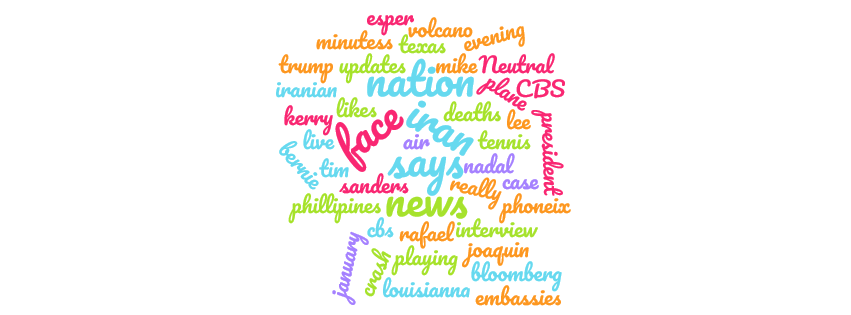 esper
volcano
minutess
texas
evening
trump
updates
mike
Neutral
iranian
nation
plane
CBS
likes
kerry
face
iran
deaths
lee
president
live
air
tennis
bernie
tim
says
nadal
sanders
really
case
phillipines
news
phoneix
cbs
rafael
interview
january
crash
playing
joaquin
bloomberg
louisianna
embassies